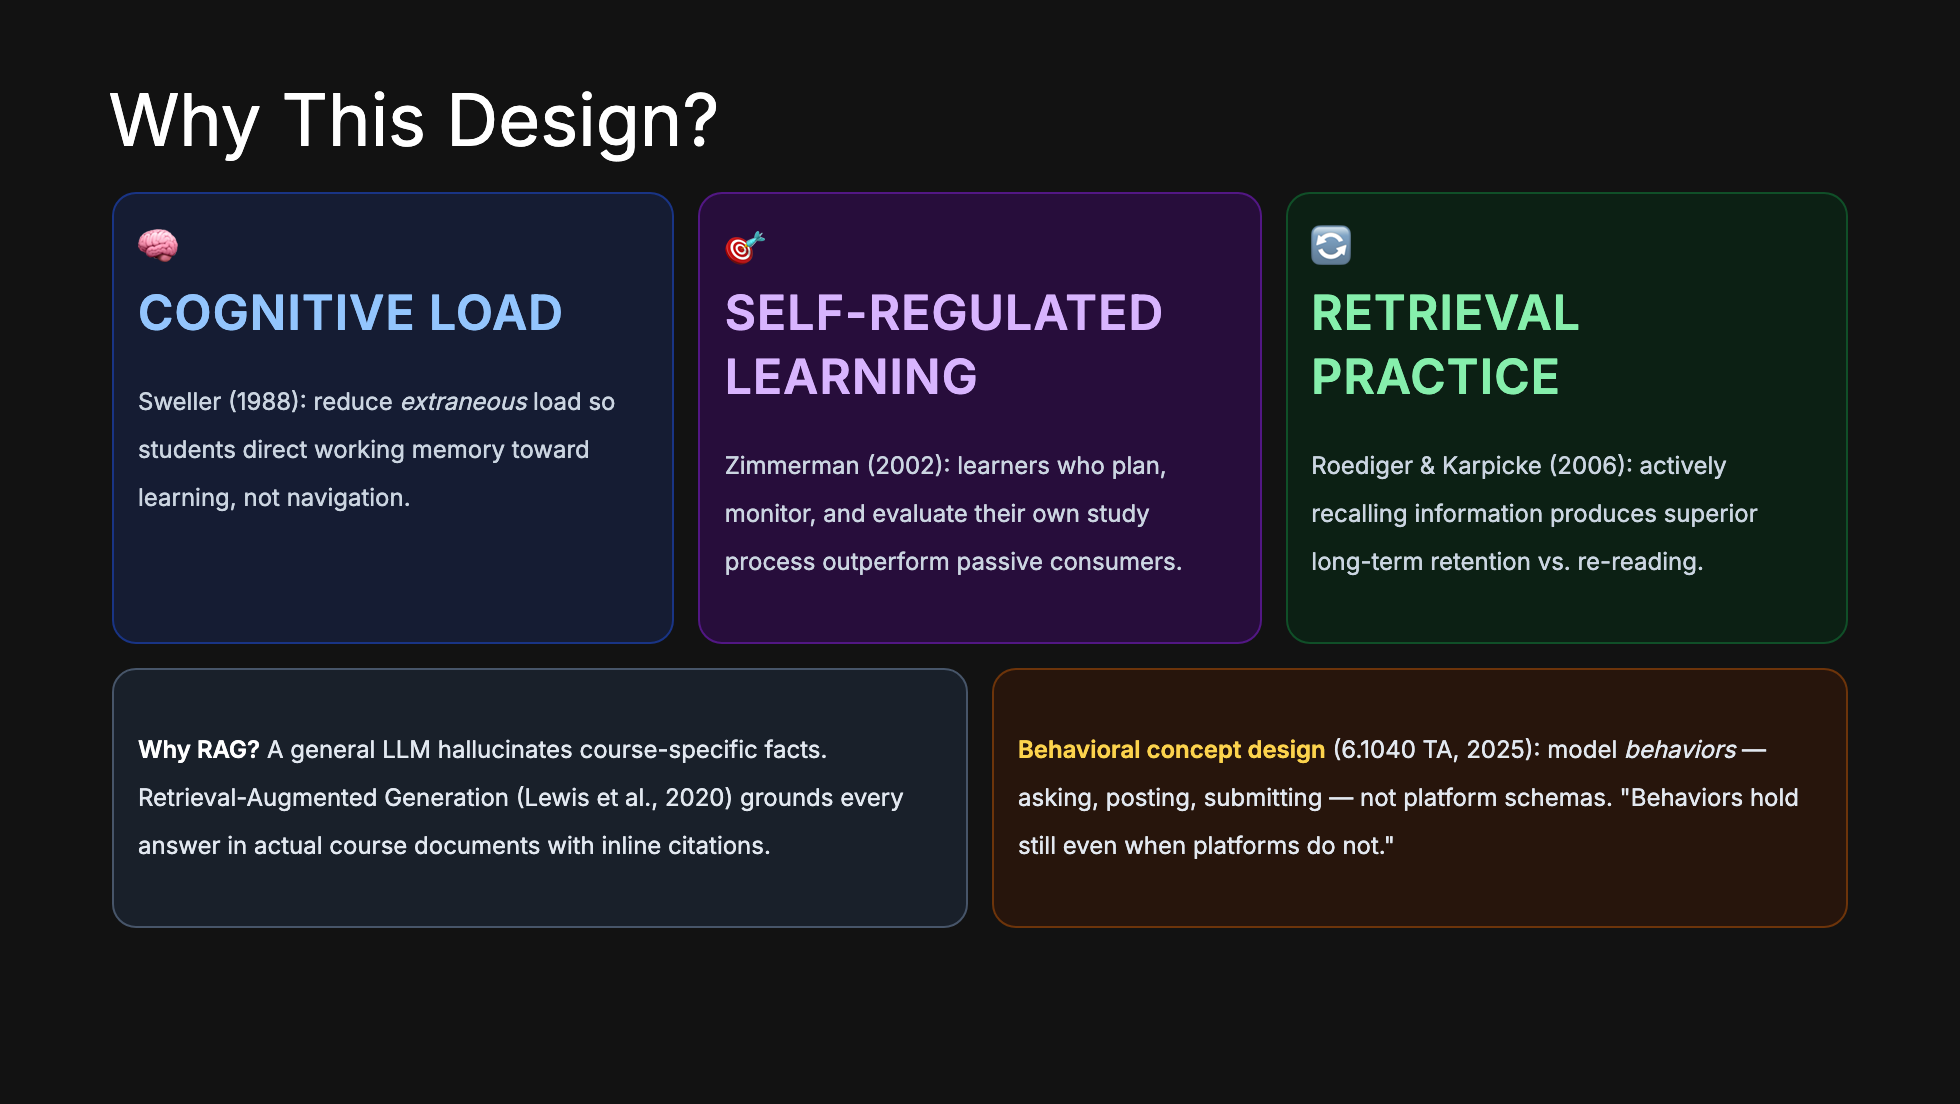 Why This Design?
COGNITIVE LOAD
Sweller (1988): reduce extraneous load so
students direct working memory toward
learning, not navigation.
SELF-REGULATED
LEARNING
Zimmerman (2002): learners who plan,
monitor, and evaluate their own study
process outperform passive consumers.
RETRIEVAL
PRACTICE
Roediger & Karpicke (2006): actively
recalling information produces superior
long-term retention vs. re-reading.
Why RAG? A general LLM hallucinates course-specific facts.
Retrieval-Augmented Generation (Lewis et al., 2020) grounds every
answer in actual course documents with inline citations.
Behavioral concept design (6.1040 TA, 2025): model behaviors —
asking, posting, submitting — not platform schemas. "Behaviors hold
still even when platforms do not."